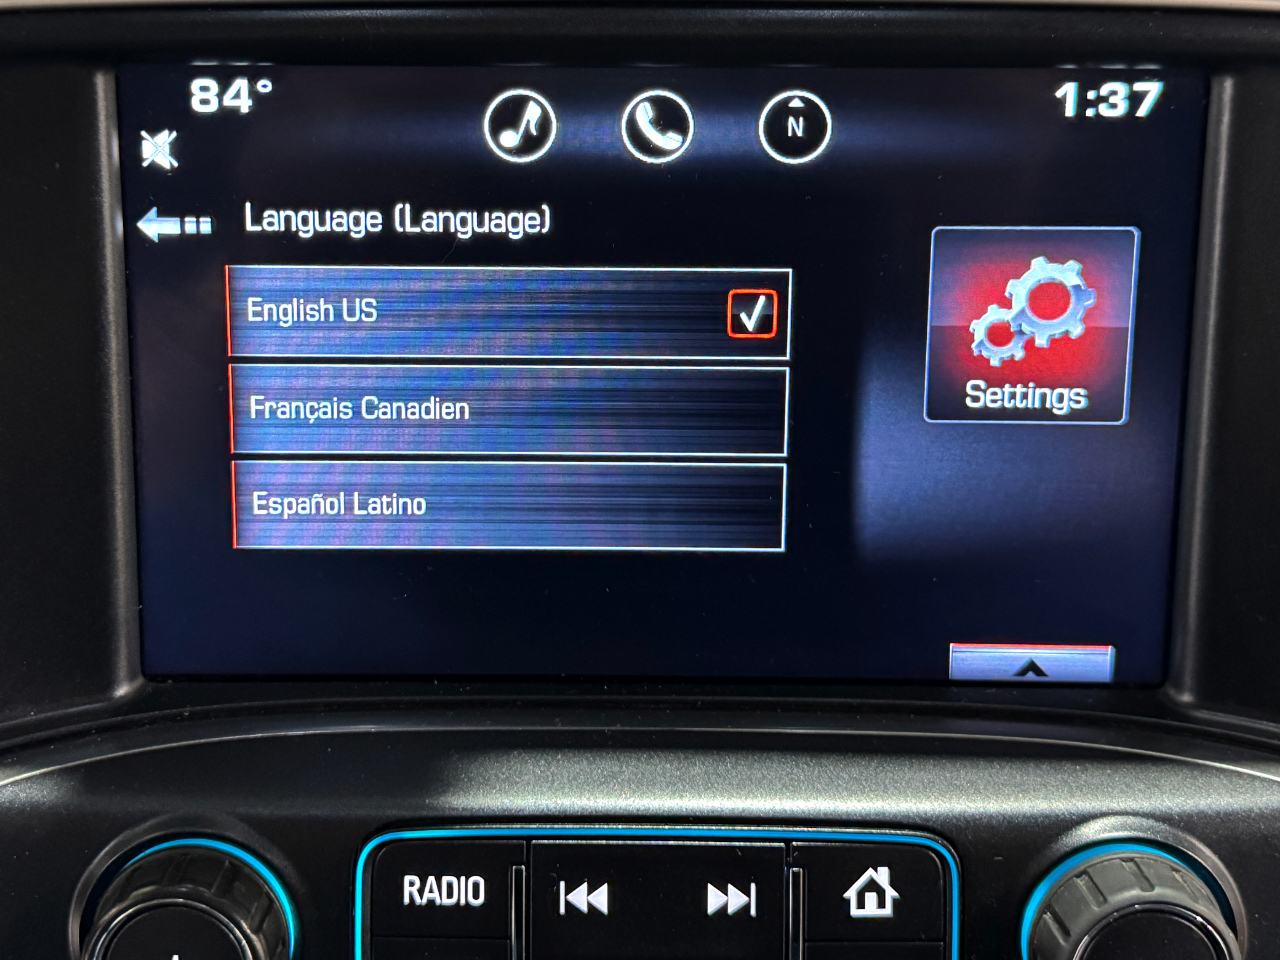 84°
1:37
N
Language (Language)
English US
Français Canadien
Español Latino
Settings
RADIO